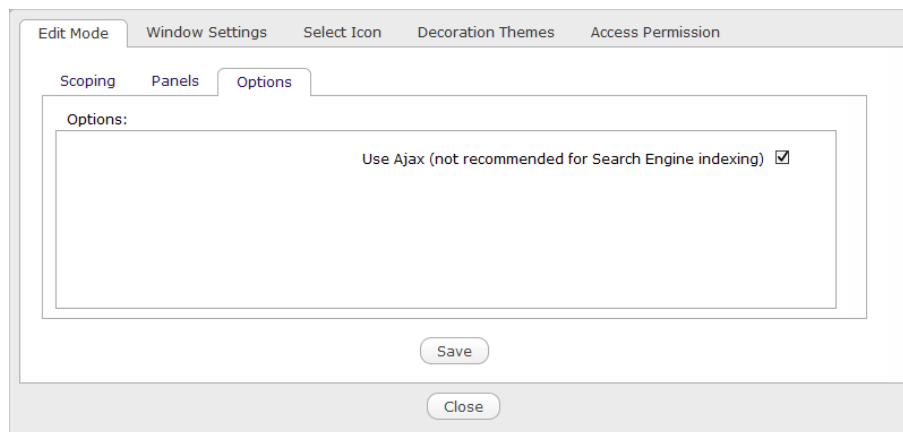 Edit Mode Window Settings Select Icon Decoration Themes Access Permission
Scoping Panels Options
Options:
Use Ajax (not recommended for Search Engine indexing)
Save
Close